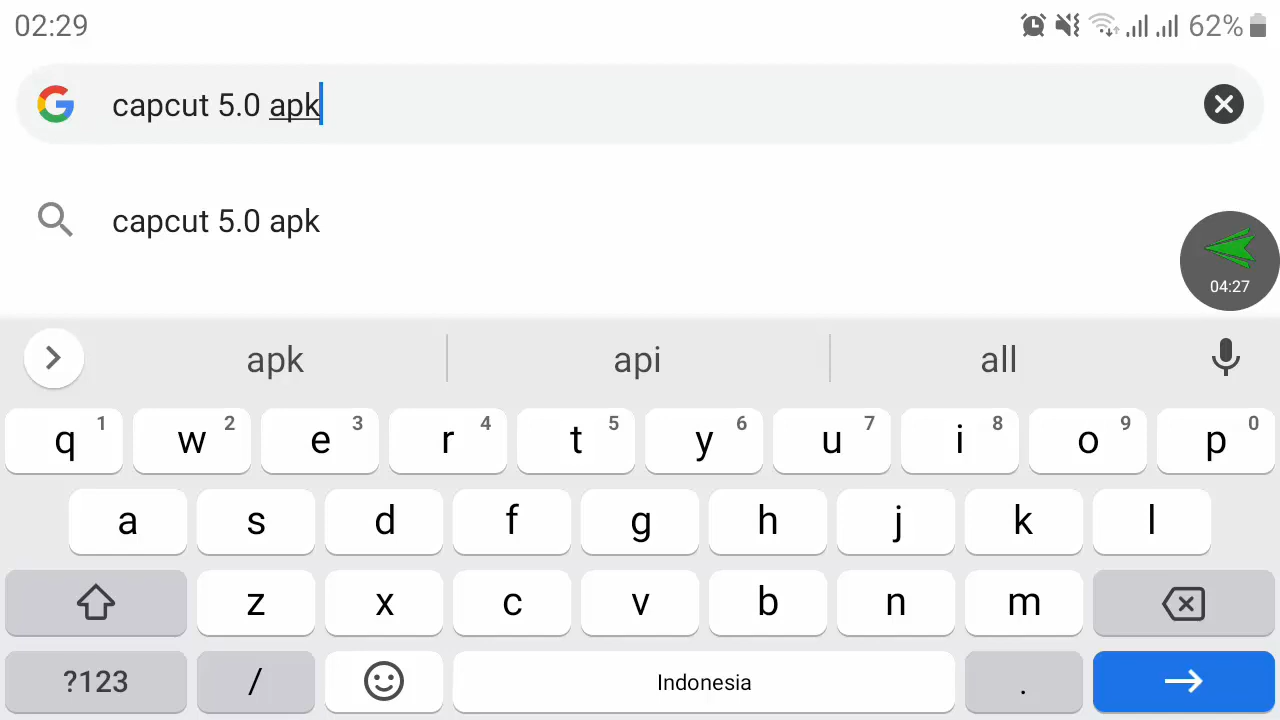 02:29 62%
capcut 5.0 apk
capcut 5.0 apk
04:27
apk api all
q 1 w 2 e 3 r 4 t 5 y 6 u 7 i 8 o 9 p 0
a s d f g h j k l
z x c v b n m
?123 / Indonesia .